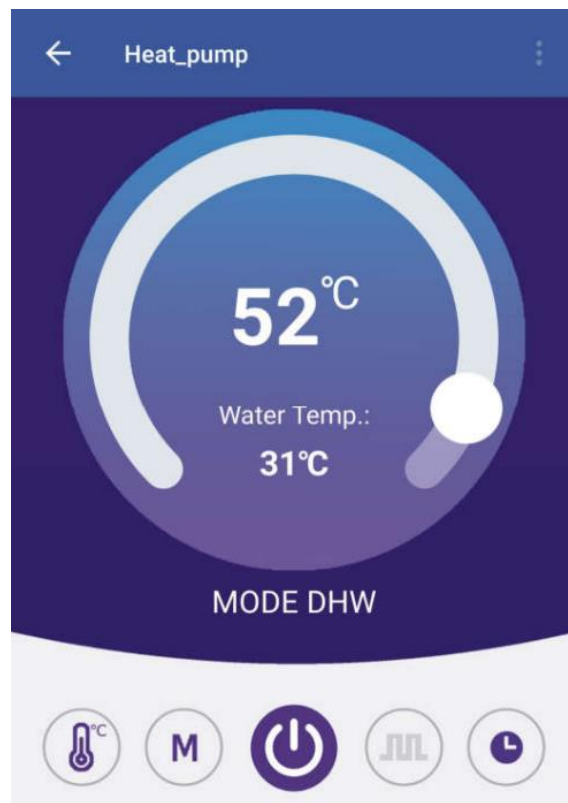 Heat_pump
52°C
Water Temp.:
31°C
MODE DHW
°C
M